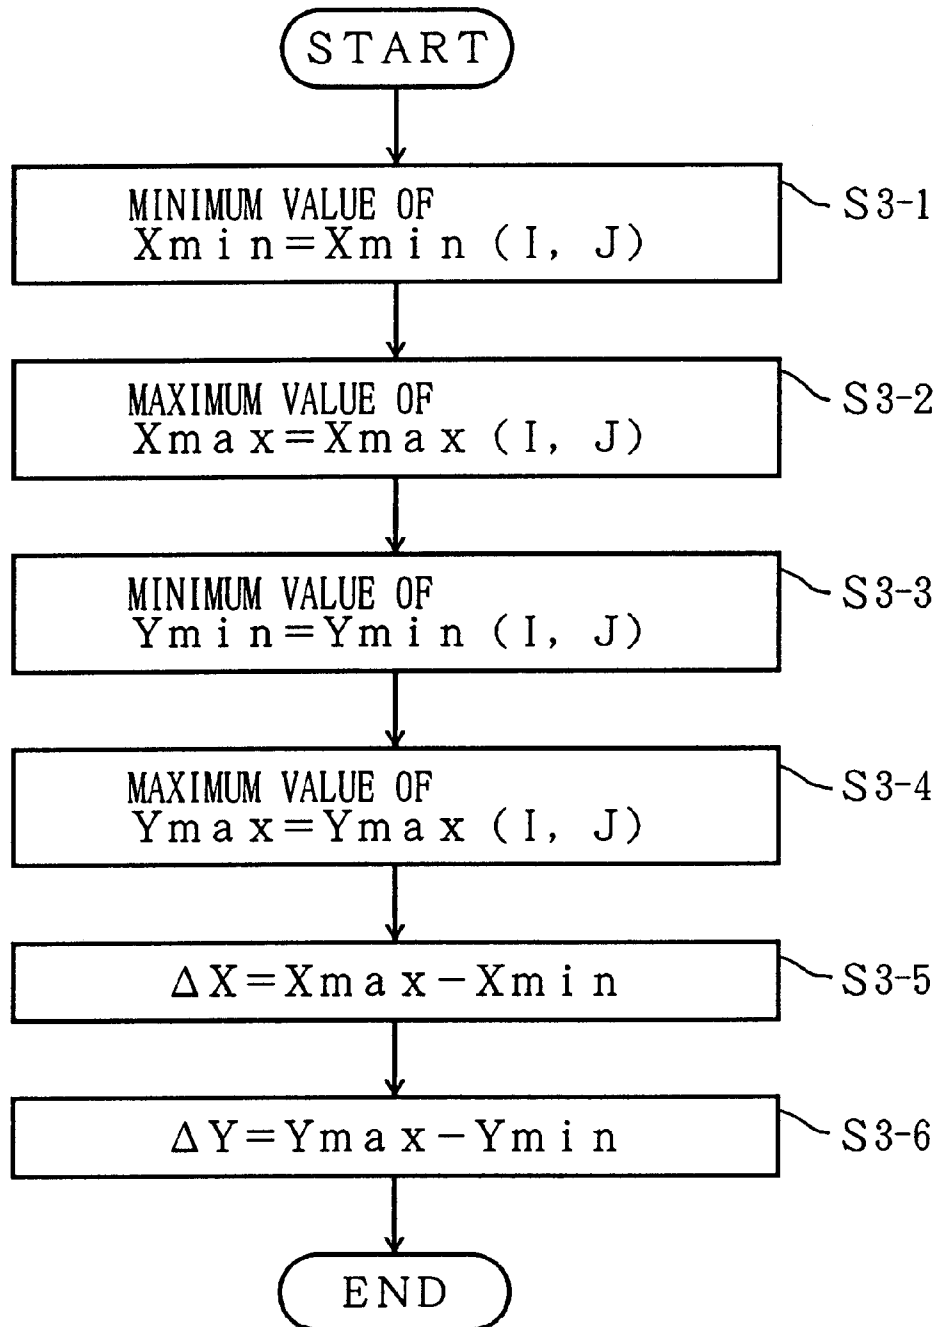 START
MINIMUM VALUE OF
Xmin=Xmin (I, J)
S3-1
MAXIMUM VALUE OF
Xmax=Xmax (I, J)
S3-2
MINIMUM VALUE OF
Ymin=Ymin (I, J)
S3-3
MAXIMUM VALUE OF
Ymax=Ymax (I, J)
S3-4
ΔX=Xmax-Xmin
S3-5
ΔY=Ymax-Ymin
S3-6
END